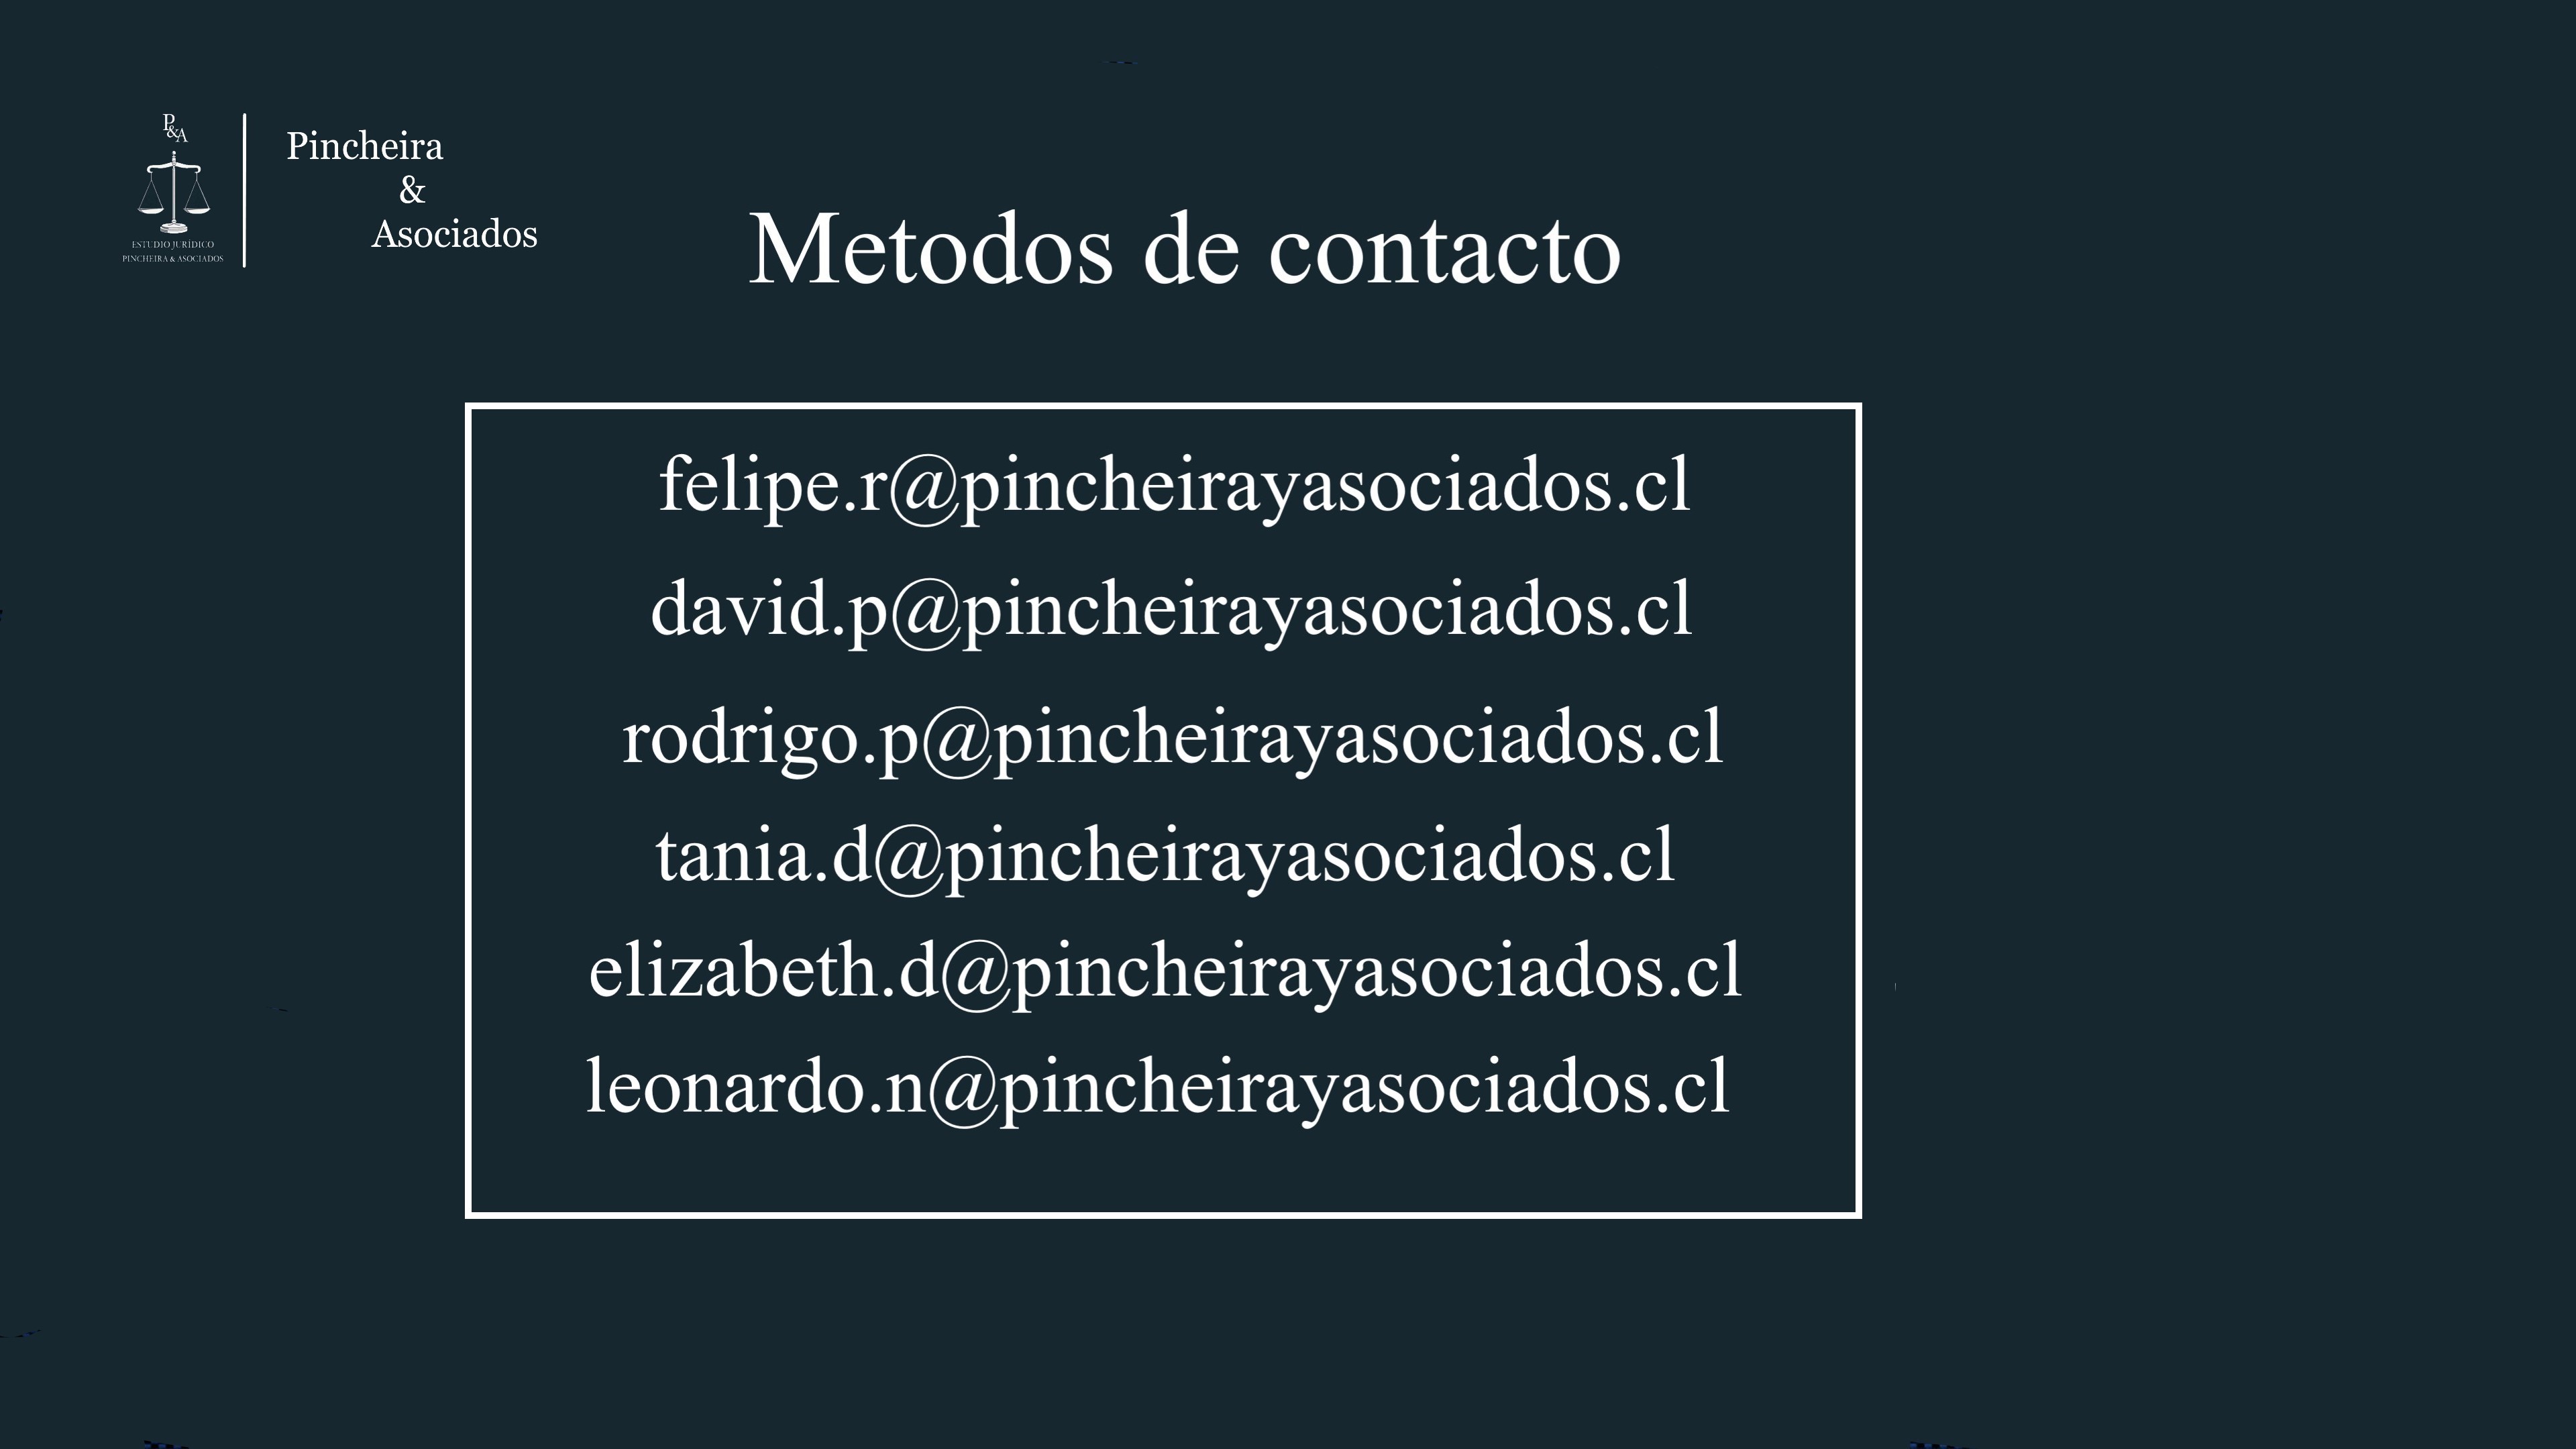 P&A
ESTUDIO JURÍDICO
PINCHEIRA & ASOCIADOS
Pincheira
&
Asociados
Metodos de contacto
felipe.r@pincheirayasociados.cl
david.p@pincheirayasociados.cl
rodrigo.p@pincheirayasociados.cl
tania.d@pincheirayasociados.cl
elizabeth.d@pincheirayasociados.cl
leonardo.n@pincheirayasociados.cl